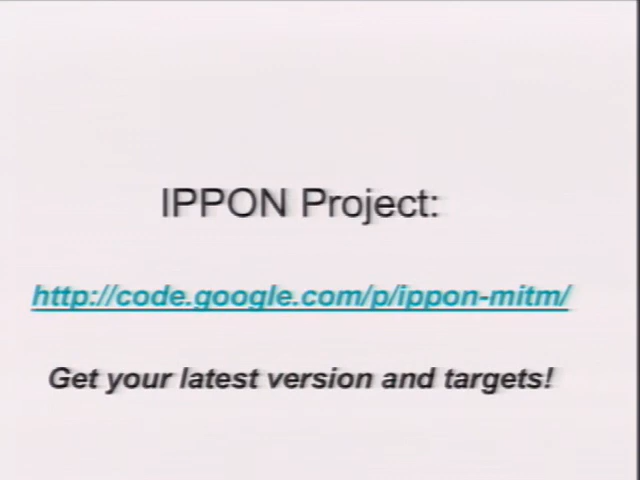 IPPON Project:
http://code.google.com/p/ippon-mitm/
Get your latest version and targets!